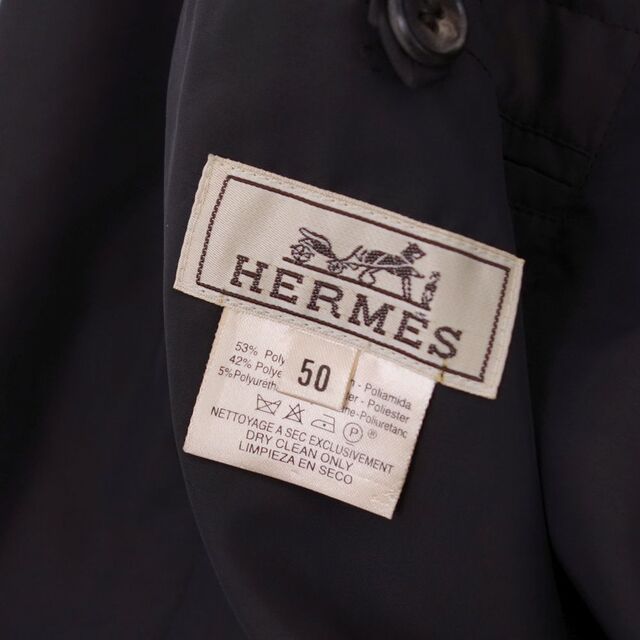 HERMES
50
53% Poly n - Poliamida
42% Polye er - Poliester
5%Polyuréth ne-Poliuretano
P ®
NETTOYAGE A SEC EXCLUSIVEMENT
DRY CLEAN ONLY
LIMPIEZA EN SECO